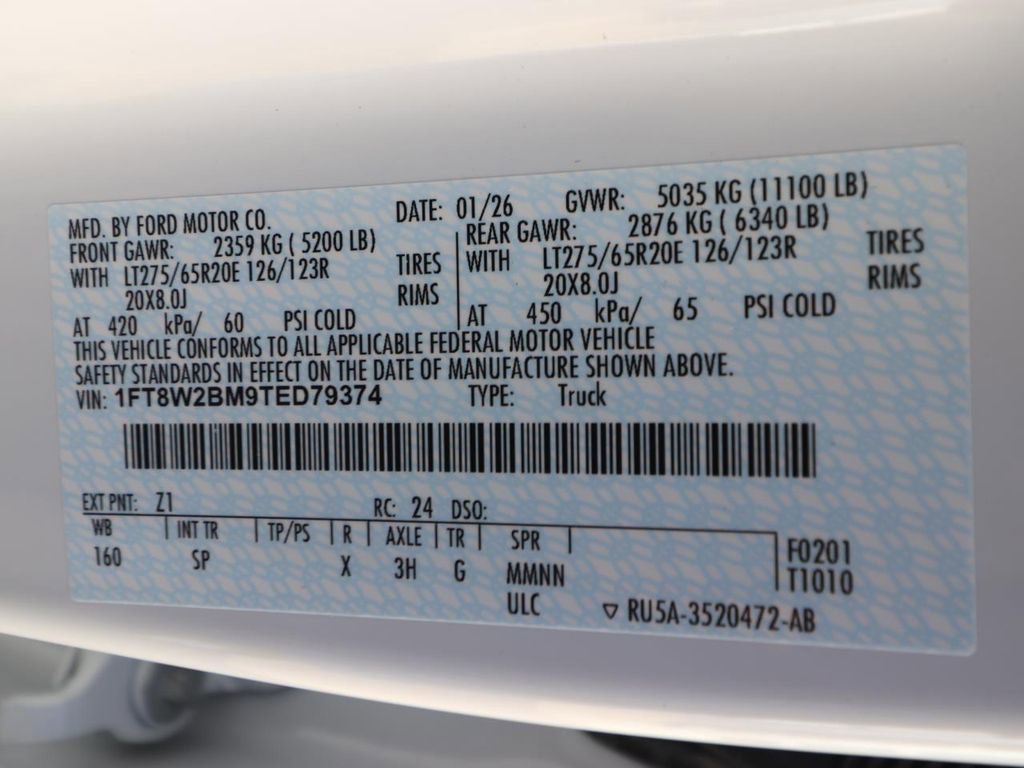 MFD. BY FORD MOTOR CO. DATE: 01/26 GVWR: 5035 KG (11100 LB)
FRONT GAWR: 2359 KG ( 5200 LB) REAR GAWR: 2876 KG ( 6340 LB)
WITH LT275/65R20E 126/123R TIRES WITH LT275/65R20E 126/123R TIRES
20X8.0J RIMS 20X8.0J RIMS
AT 420 kPa/ 60 PSI COLD AT 450 kPa/ 65 PSI COLD
THIS VEHICLE CONFORMS TO ALL APPLICABLE FEDERAL MOTOR VEHICLE
SAFETY STANDARDS IN EFFECT ON THE DATE OF MANUFACTURE SHOWN ABOVE.
VIN: 1FT8W2BM9TED79374 TYPE: Truck
EXT PNT: Z1 RC: 24 DSO:
WB INT TR TP/PS R AXLE TR SPR F0201
160 SP X 3H G MMNN T1010
ULC ▽ RU5A-3520472-AB